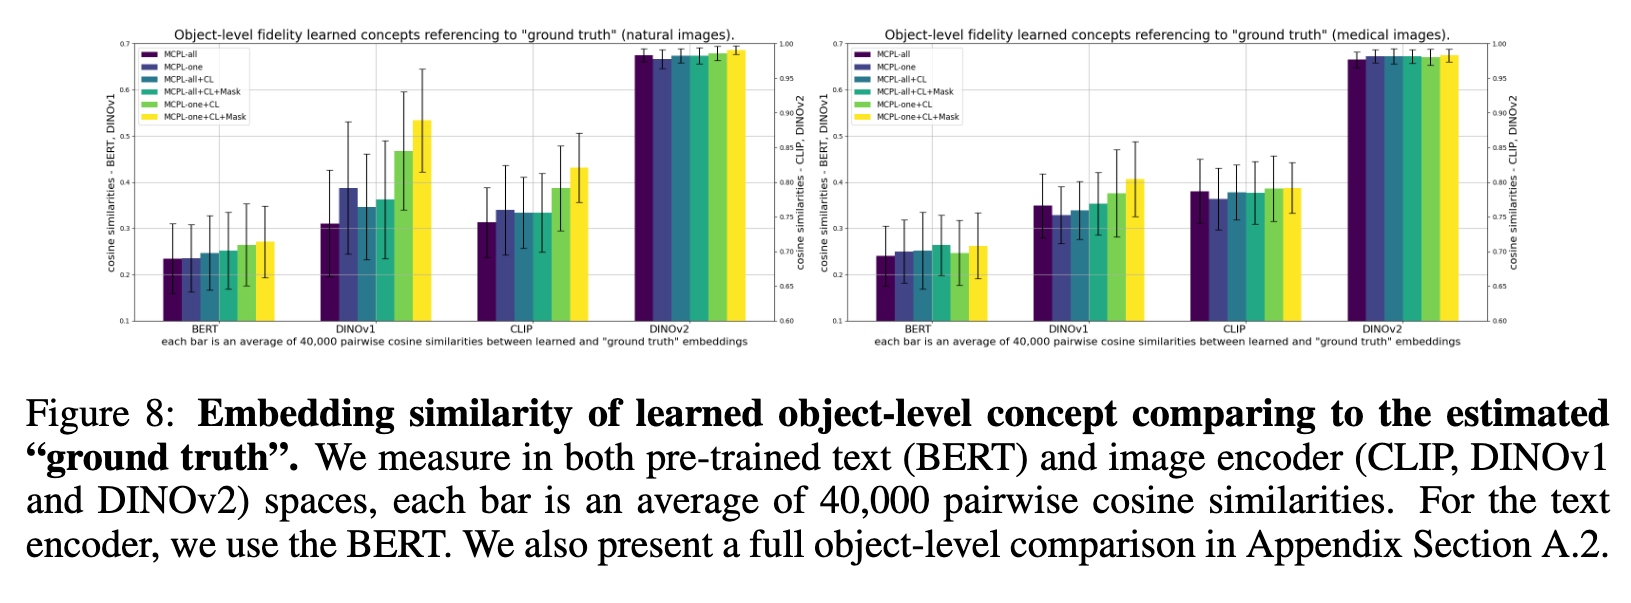 Object-level fidelity learned concepts referencing to "ground truth" (natural images).
MCPL-all
MCPL-one
MCPL-all+CL
MCPL-all+CL+Mask
MCPL-one+CL
MCPL-one+CL+Mask
cosine similarities - BERT, DINOv1
0.7
0.6
0.5
0.4
0.3
0.2
0.1
1.00
0.95
0.90
0.85
0.80
0.75
0.70
0.65
0.60
cosine similarities - CLIP, DINOv2
BERT DINOv1 CLIP DINOv2
each bar is an average of 40,000 pairwise cosine similarities between learned and "ground truth" embeddings
Object-level fidelity learned concepts referencing to "ground truth" (medical images).
MCPL-all
MCPL-one
MCPL-all+CL
MCPL-all+CL+Mask
MCPL-one+CL
MCPL-one+CL+Mask
cosine similarities - BERT, DINOv1
0.7
0.6
0.5
0.4
0.3
0.2
0.1
1.00
0.95
0.90
0.85
0.80
0.75
0.70
0.65
0.60
cosine similarities - CLIP, DINOv2
BERT DINOv1 CLIP DINOv2
each bar is an average of 40,000 pairwise cosine similarities between learned and "ground truth" embeddings
Figure 8: Embedding similarity of learned object-level concept comparing to the estimated
“ground truth”. We measure in both pre-trained text (BERT) and image encoder (CLIP, DINOv1
and DINOv2) spaces, each bar is an average of 40,000 pairwise cosine similarities. For the text
encoder, we use the BERT. We also present a full object-level comparison in Appendix Section A.2.